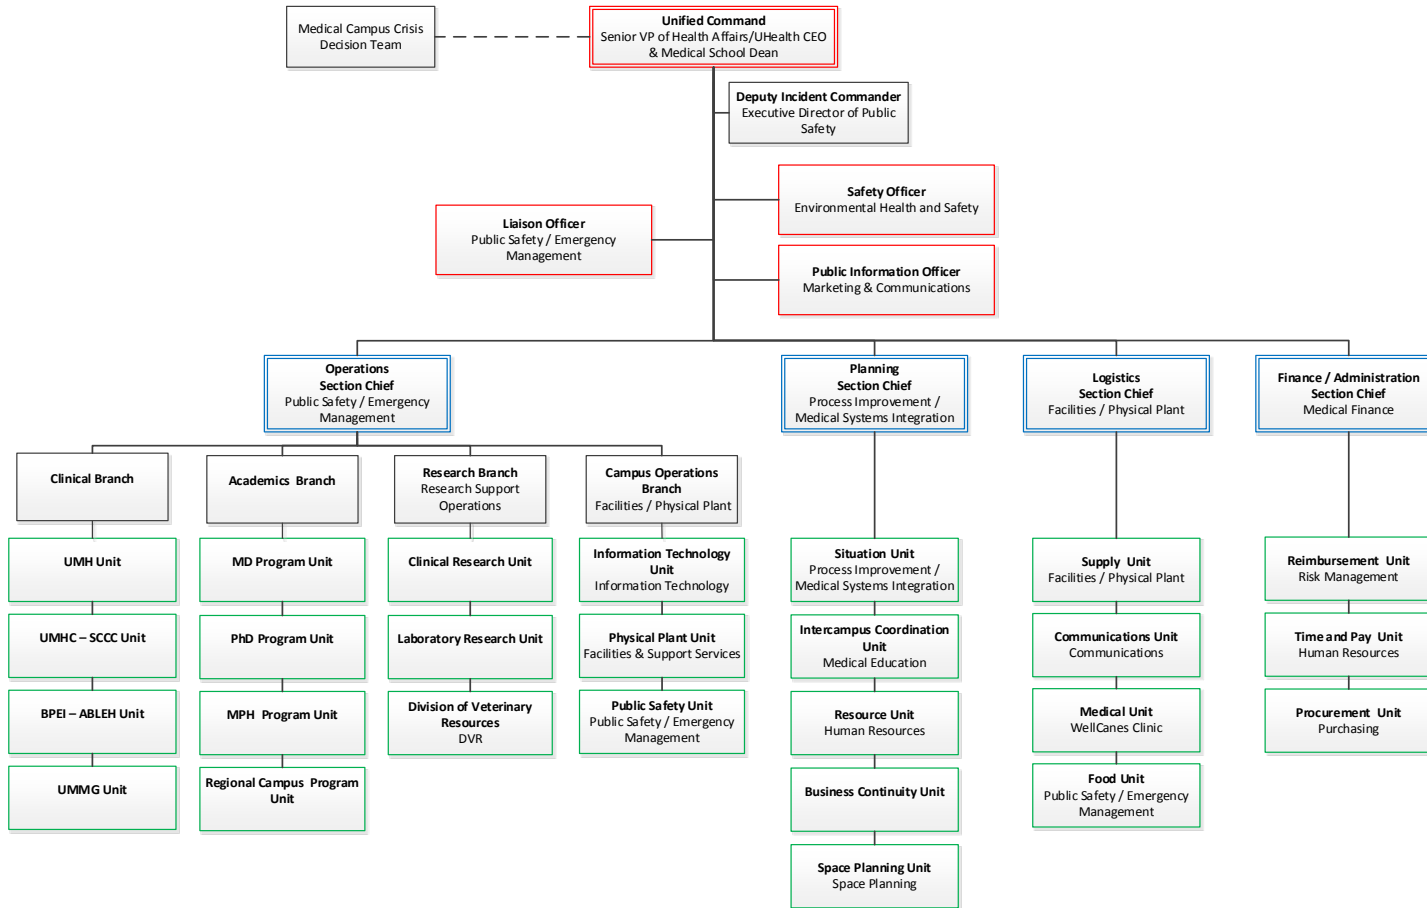 Medical Campus Crisis
Decision Team
Unified Command
Senior VP of Health Affairs/UHealth CEO
& Medical School Dean
Deputy Incident Commander
Executive Director of Public
Safety
Safety Officer
Environmental Health and Safety
Liaison Officer
Public Safety / Emergency
Management
Public Information Officer
Marketing & Communications
Operations
Section Chief
Public Safety / Emergency
Management
Planning
Section Chief
Process Improvement /
Medical Systems Integration
Logistics
Section Chief
Facilities / Physical Plant
Finance / Administration
Section Chief
Medical Finance
Clinical Branch
Academics Branch
Research Branch
Research Support
Operations
Campus Operations
Branch
Facilities / Physical Plant
UMH Unit
UMHC – SCCC Unit
BPEI – ABLEH Unit
UMMG Unit
MD Program Unit
PhD Program Unit
MPH Program Unit
Regional Campus Program
Unit
Clinical Research Unit
Laboratory Research Unit
Division of Veterinary
Resources
DVR
Information Technology
Unit
Information Technology
Physical Plant Unit
Facilities & Support Services
Public Safety Unit
Public Safety / Emergency
Management
Situation Unit
Process Improvement /
Medical Systems Integration
Intercampus Coordination
Unit
Medical Education
Resource Unit
Human Resources
Business Continuity Unit
Space Planning Unit
Space Planning
Supply Unit
Facilities / Physical Plant
Communications Unit
Communications
Medical Unit
WellCanes Clinic
Food Unit
Public Safety / Emergency
Management
Reimbursement Unit
Risk Management
Time and Pay Unit
Human Resources
Procurement Unit
Purchasing